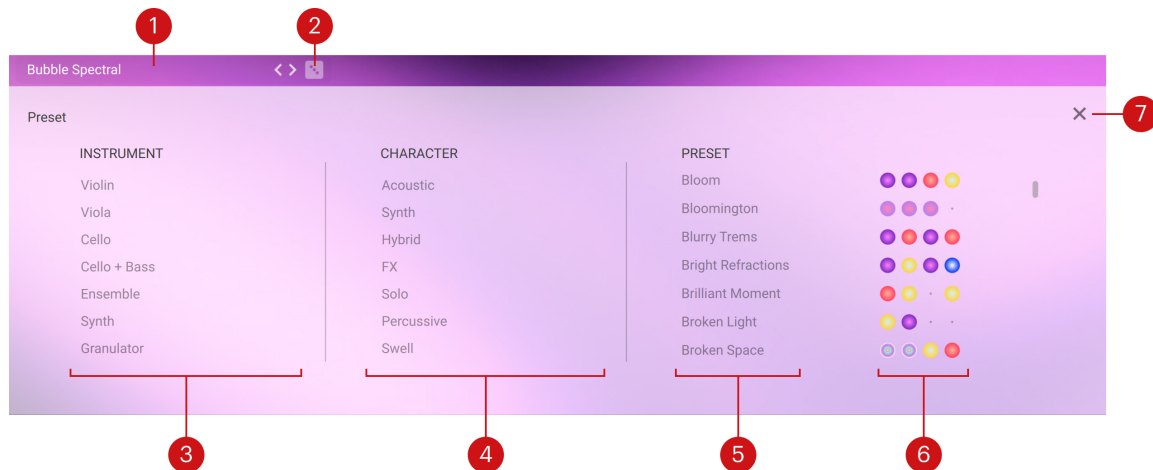 1
2
Bubble Spectral
Preset
7
INSTRUMENT
CHARACTER
PRESET
Violin
Acoustic
Bloom
Viola
Synth
Bloomington
Cello
Hybrid
Blurry Trems
Cello + Bass
FX
Bright Refractions
Ensemble
Solo
Brilliant Moment
Synth
Percussive
Broken Light
Granulator
Swell
Broken Space
3
4
5
6